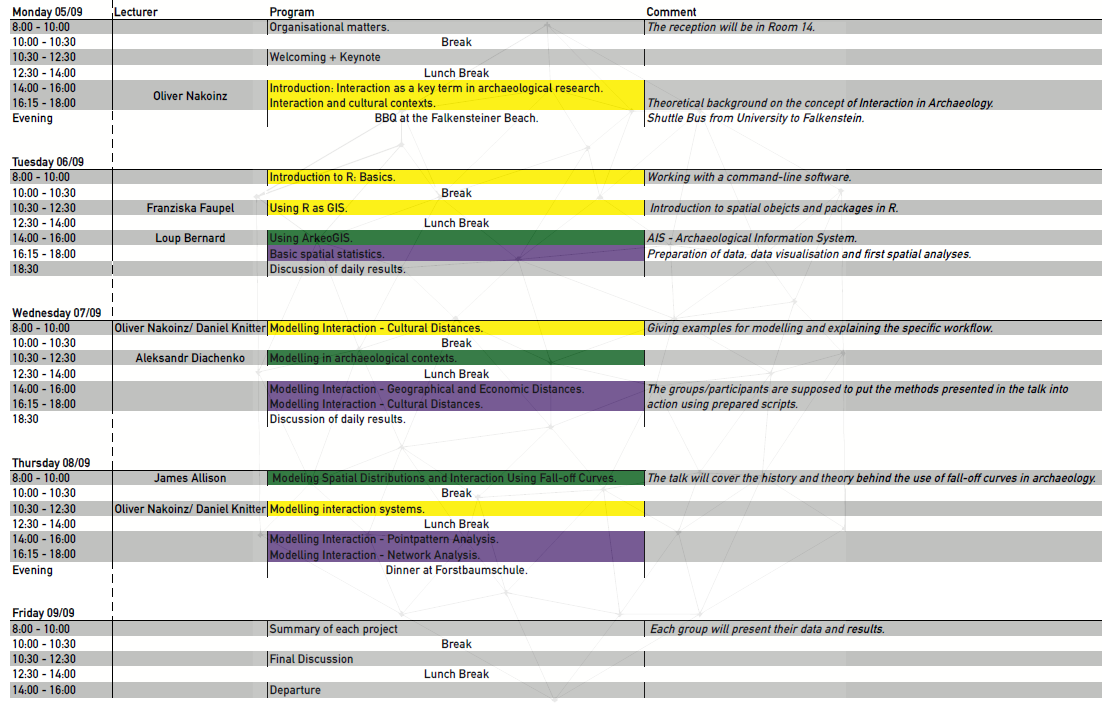 Monday 05/09 Lecturer Program Comment
8:00 - 10:00 Organisational matters. The reception will be in Room 14.
10:00 - 10:30 Break
10:30 - 12:30 Welcoming + Keynote
12:30 - 14:00 Lunch Break
14:00 - 16:00 Introduction: Interaction as a key term in archaeological research.
Oliver Nakoinz
16:15 - 18:00 Interaction and cultural contexts. Theoretical background on the concept of Interaction in Archaeology.
Evening BBQ at the Falkensteiner Beach. Shuttle Bus from University to Falkenstein.
Tuesday 06/09
8:00 - 10:00 Introduction to R: Basics. Working with a command-line software.
10:00 - 10:30 Break
10:30 - 12:30 Franziska Faupel Using R as GIS. Introduction to spatial obejcts and packages in R.
12:30 - 14:00 Lunch Break
14:00 - 16:00 Loup Bernard Using ArkeoGIS. AIS - Archaeological Information System.
16:15 - 18:00 Basic spatial statistics. Preparation of data, data visualisation and first spatial analyses.
18:30 Discussion of daily results.
Wednesday 07/09
8:00 - 10:00 Oliver Nakoinz/ Daniel Knitter Modelling Interaction - Cultural Distances. Giving examples for modelling and explaining the specific workflow.
10:00 - 10:30 Break
10:30 - 12:30 Aleksandr Diachenko Modelling in archaeological contexts.
12:30 - 14:00 Lunch Break
14:00 - 16:00 Modelling Interaction - Geographical and Economic Distances. The groups/participants are supposed to put the methods presented in the talk into
16:15 - 18:00 Modelling Interaction - Cultural Distances. action using prepared scripts.
18:30 Discussion of daily results.
Thursday 08/09
8:00 - 10:00 James Allison Modeling Spatial Distributions and Interaction Using Fall-off Curves. The talk will cover the history and theory behind the use of fall-off curves in archaeology.
10:00 - 10:30 Break
10:30 - 12:30 Oliver Nakoinz/ Daniel Knitter Modelling interaction systems.
12:30 - 14:00 Lunch Break
14:00 - 16:00 Modelling Interaction - Pointpattern Analysis.
16:15 - 18:00 Modelling Interaction - Network Analysis.
Evening Dinner at Forstbaumschule.
Friday 09/09
8:00 - 10:00 Summary of each project Each group will present their data and results.
10:00 - 10:30 Break
10:30 - 12:30 Final Discussion
12:30 - 14:00 Lunch Break
14:00 - 16:00 Departure